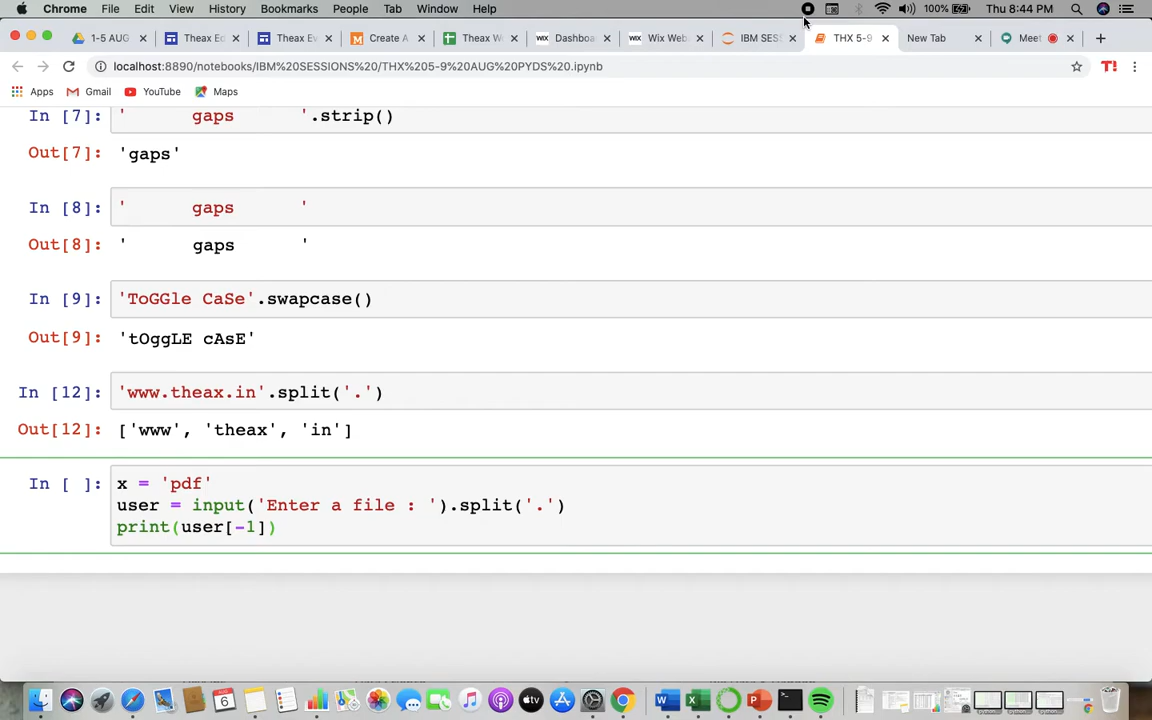 Chrome File Edit View History Bookmarks People Tab Window Help 100% Thu 8:44 PM
1-5 AUG Theax Ec Theax Ev Create A Theax W Dashboa Wix Web IBM SES THX 5-9 New Tab Meet
localhost:8890/notebooks/IBM%20SESSIONS%20/THX%205-9%20AUG%20PYDS%20.ipynb
Apps Gmail YouTube Maps
In [7]: ' gaps '.strip()
Out[7]: 'gaps'
In [8]: ' gaps '
Out[8]: ' gaps '
In [9]: 'ToGGle CaSe'.swapcase()
Out[9]: 'tOggLE cAsE'
In [12]: 'www.theax.in'.split('.')
Out[12]: ['www', 'theax', 'in']
In [ ]: x = 'pdf'
user = input('Enter a file : ').split('.')
print(user[-1])